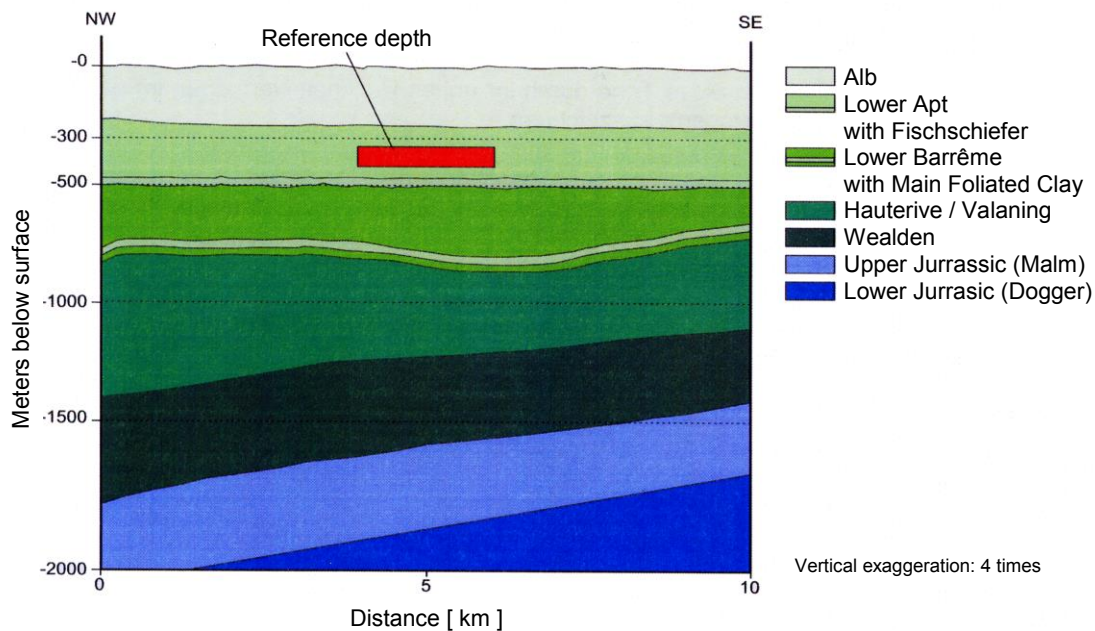 NW
SE
Reference depth
-0
-300
-500
-1000
-1500
-2000
Meters below surface
0
5
10
Distance [ km ]
Alb
Lower Apt
with Fischschiefer
Lower Barrême
with Main Foliated Clay
Hauterive / Valaning
Wealden
Upper Jurrassic (Malm)
Lower Jurrasic (Dogger)
Vertical exaggeration: 4 times